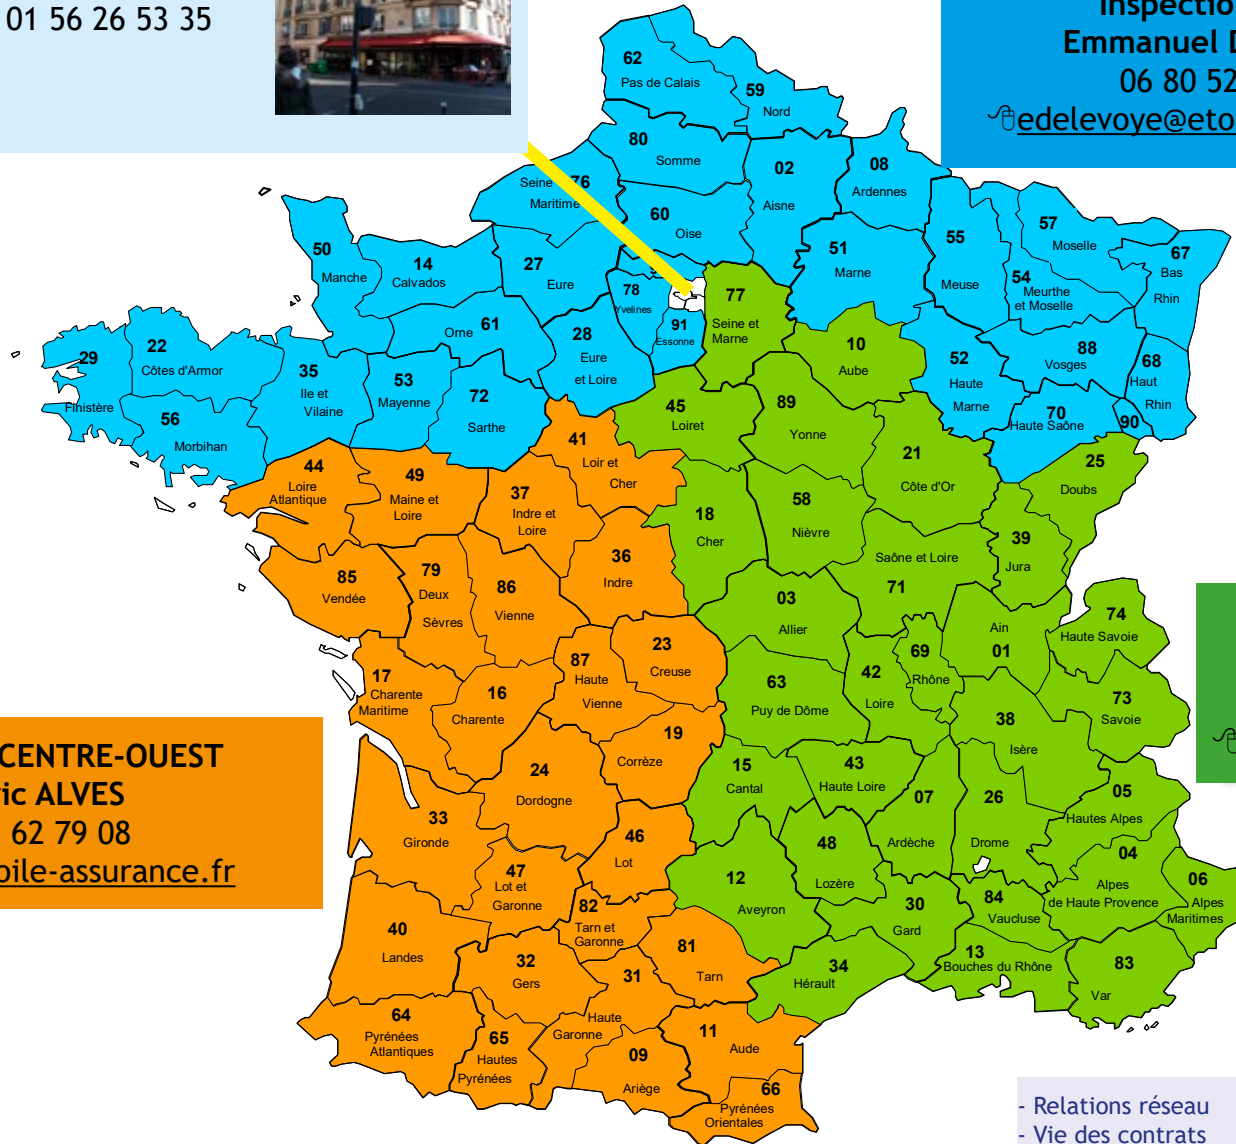 01 56 26 53 35
Inspection
Emmanuel D
06 80 52
edelevoye@eto
62
Pas de Calais
59
Nord
80
Somme
02
Aisne
08
Ardennes
Seine 76
Maritime
60
Oise
50
Manche
14
Calvados
27
Eure
78
Yvelines
91
Essonne
77
Seine et
Marne
51
Marne
55
Meuse
57
Moselle
54
Meurthe
et Moselle
67
Bas
Rhin
29
Finistère
22
Côtes d'Armor
56
Morbihan
35
Ile et
Vilaine
53
Mayenne
Orne 61
72
Sarthe
28
Eure
et Loire
10
Aube
52
Haute
Marne
88
Vosges
68
Haut
Rhin
70
Haute Saône
90
45
Loiret
89
Yonne
21
Côte d'Or
25
Doubs
41
Loir et
Cher
44
Loire
Atlantique
49
Maine et
Loire
37
Indre et
Loire
18
Cher
58
Nièvre
39
Jura
36
Indre
Saône et Loire
71
85
Vendée
79
Deux
Sèvres
86
Vienne
03
Allier
Ain
01
74
Haute Savoie
23
Creuse
87
Haute
Vienne
69
Rhône
42
Loire
63
Puy de Dôme
73
Savoie
17
Charente
Maritime
16
Charente
38
Isère
19
Corrèze
CENTRE-OUEST
ic ALVES
62 79 08
oile-assurance.fr
24
Dordogne
15
Cantal
43
Haute Loire
07
Ardèche
26
Drome
05
Hautes Alpes
33
Gironde
46
Lot
48
Lozère
04
Alpes
de Haute Provence
06
Alpes
Maritimes
47
Lot et
Garonne
12
Aveyron
30
Gard
84
Vaucluse
82
Tarn et
Garonne
40
Landes
32
Gers
31
Haute
Garonne
81
Tarn
34
Hérault
13
Bouches du Rhône
83
Var
64
Pyrénées
Atlantiques
65
Hautes
Pyrénées
09
Ariège
11
Aude
66
Pyrénées
Orientales
- Relations réseau
- Vie des contrats